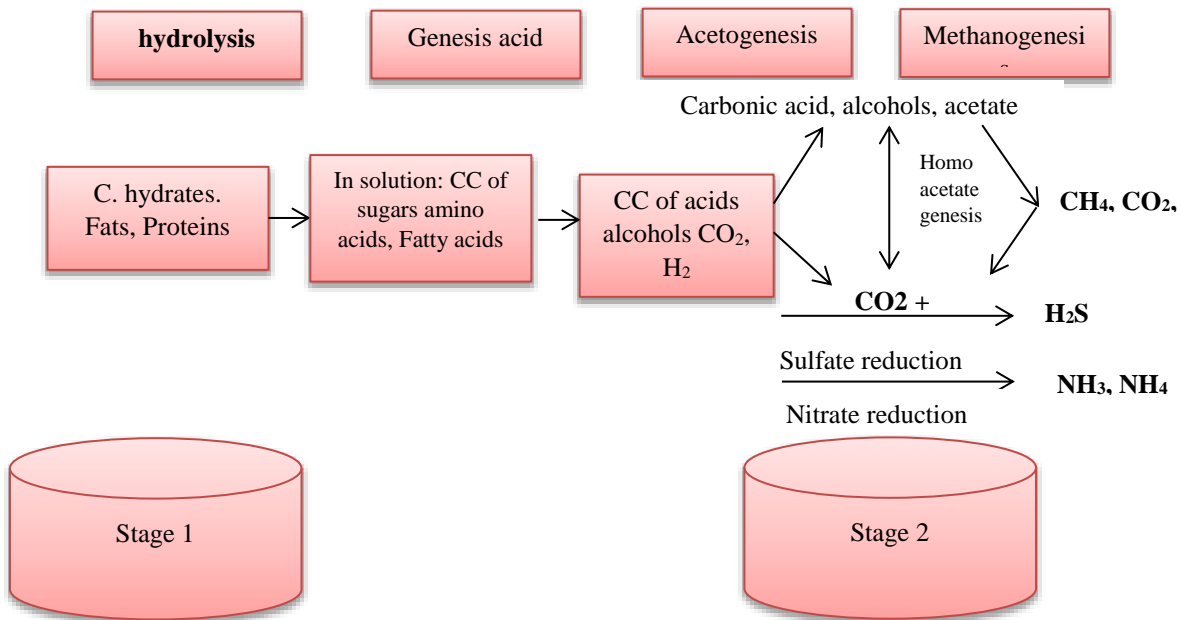 hydrolysis
Genesis acid
Acetogenesis
Methanogenesi
Carbonic acid, alcohols, acetate
C. hydrates.
Fats, Proteins
In solution: CC of
sugars amino
acids, Fatty acids
CC of acids
alcohols CO₂,
H₂
Homo
acetate
genesis
CH₄, CO₂,
CO2 +
H₂S
Sulfate reduction
NH₃, NH₄
Nitrate reduction
Stage 1
Stage 2